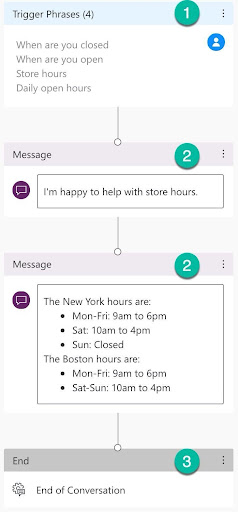 Trigger Phrases (4)
1
When are you closed
When are you open
Store hours
Daily open hours
Message
2
I'm happy to help with store hours.
Message
2
The New York hours are:
• Mon-Fri: 9am to 6pm
• Sat: 10am to 4pm
• Sun: Closed
The Boston hours are:
• Mon-Fri: 9am to 6pm
• Sat-Sun: 10am to 4pm
End
3
End of Conversation